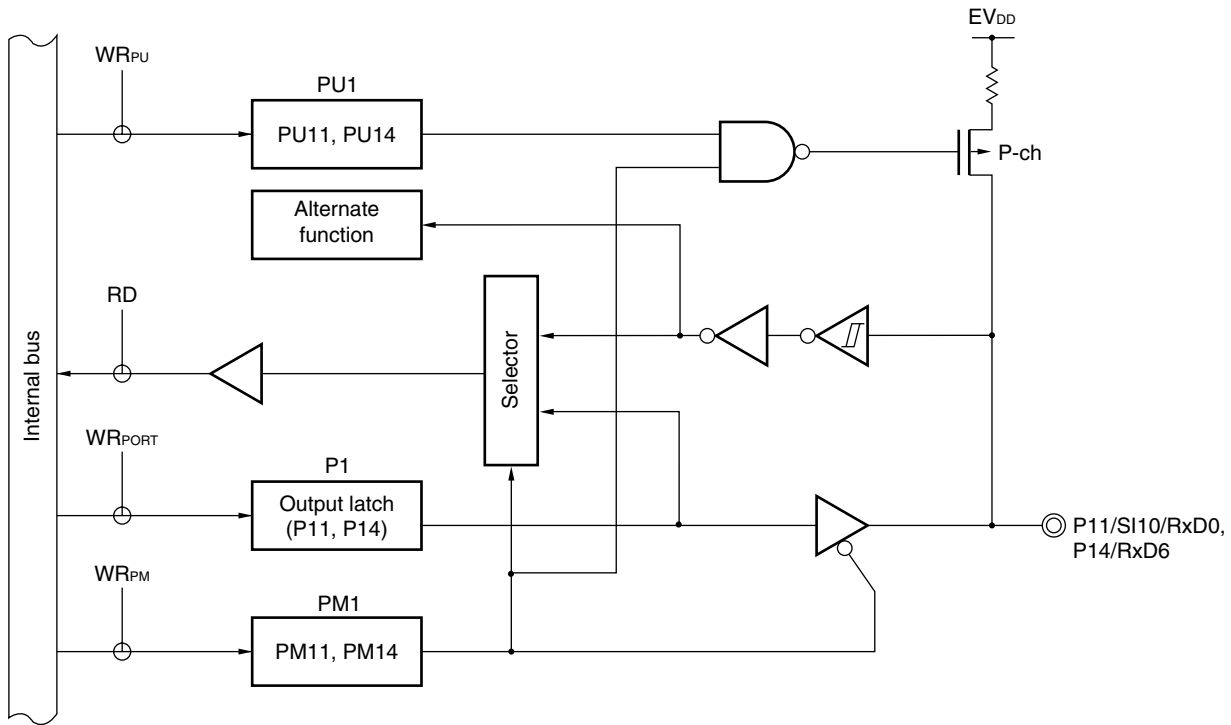 EVDD
WRPU
PU1
PU11, PU14
P-ch
Alternate
function
RD
Selector
Internal bus
WRPORT
P1
Output latch
(P11, P14)
P11/SI10/RxD0,
P14/RxD6
WRPM
PM1
PM11, PM14